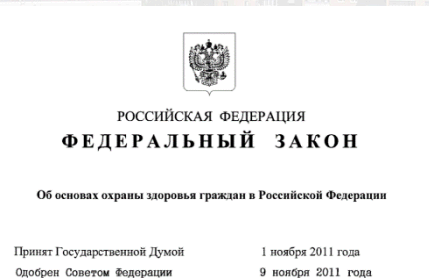 РОССИЙСКАЯ ФЕДЕРАЦИЯ
ФЕДЕРАЛЬНЫЙ ЗАКОН
Об основах охраны здоровья граждан в Российской Федерации
Принят Государственной Думой 1 ноября 2011 года
Одобрен Советом Федерации 9 ноября 2011 года